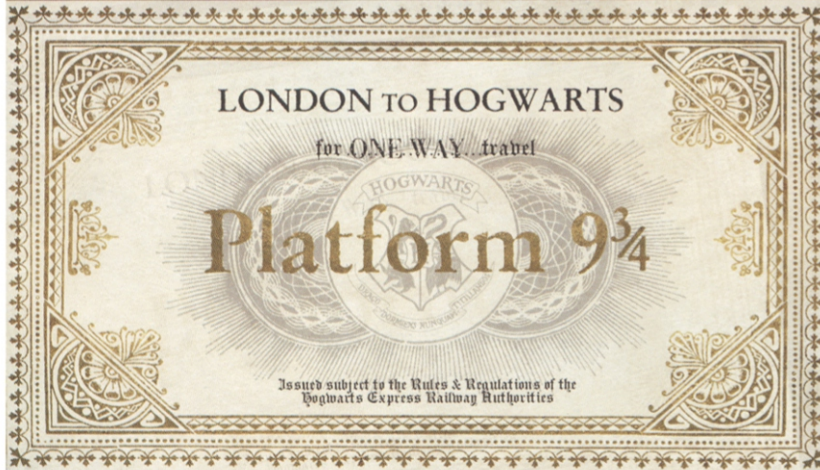 LONDON TO HOGWARTS
for ONE WAY...travel
HOGWARTS
Platform 9¾
Issued subject to the Rules & Regulations of the
Hogwarts Express Railway Authorities